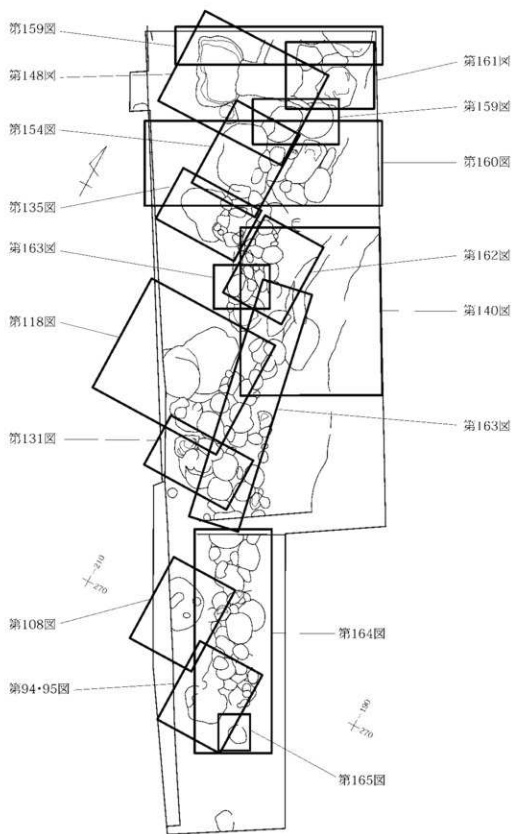 第159図
第148図
第154図
第135図
第163図
第118図
第131図
第108図
第94・95図
第161図
第159図
第160図
第162図
第140図
第163図
第164図
第165図
-210
270
-190
270